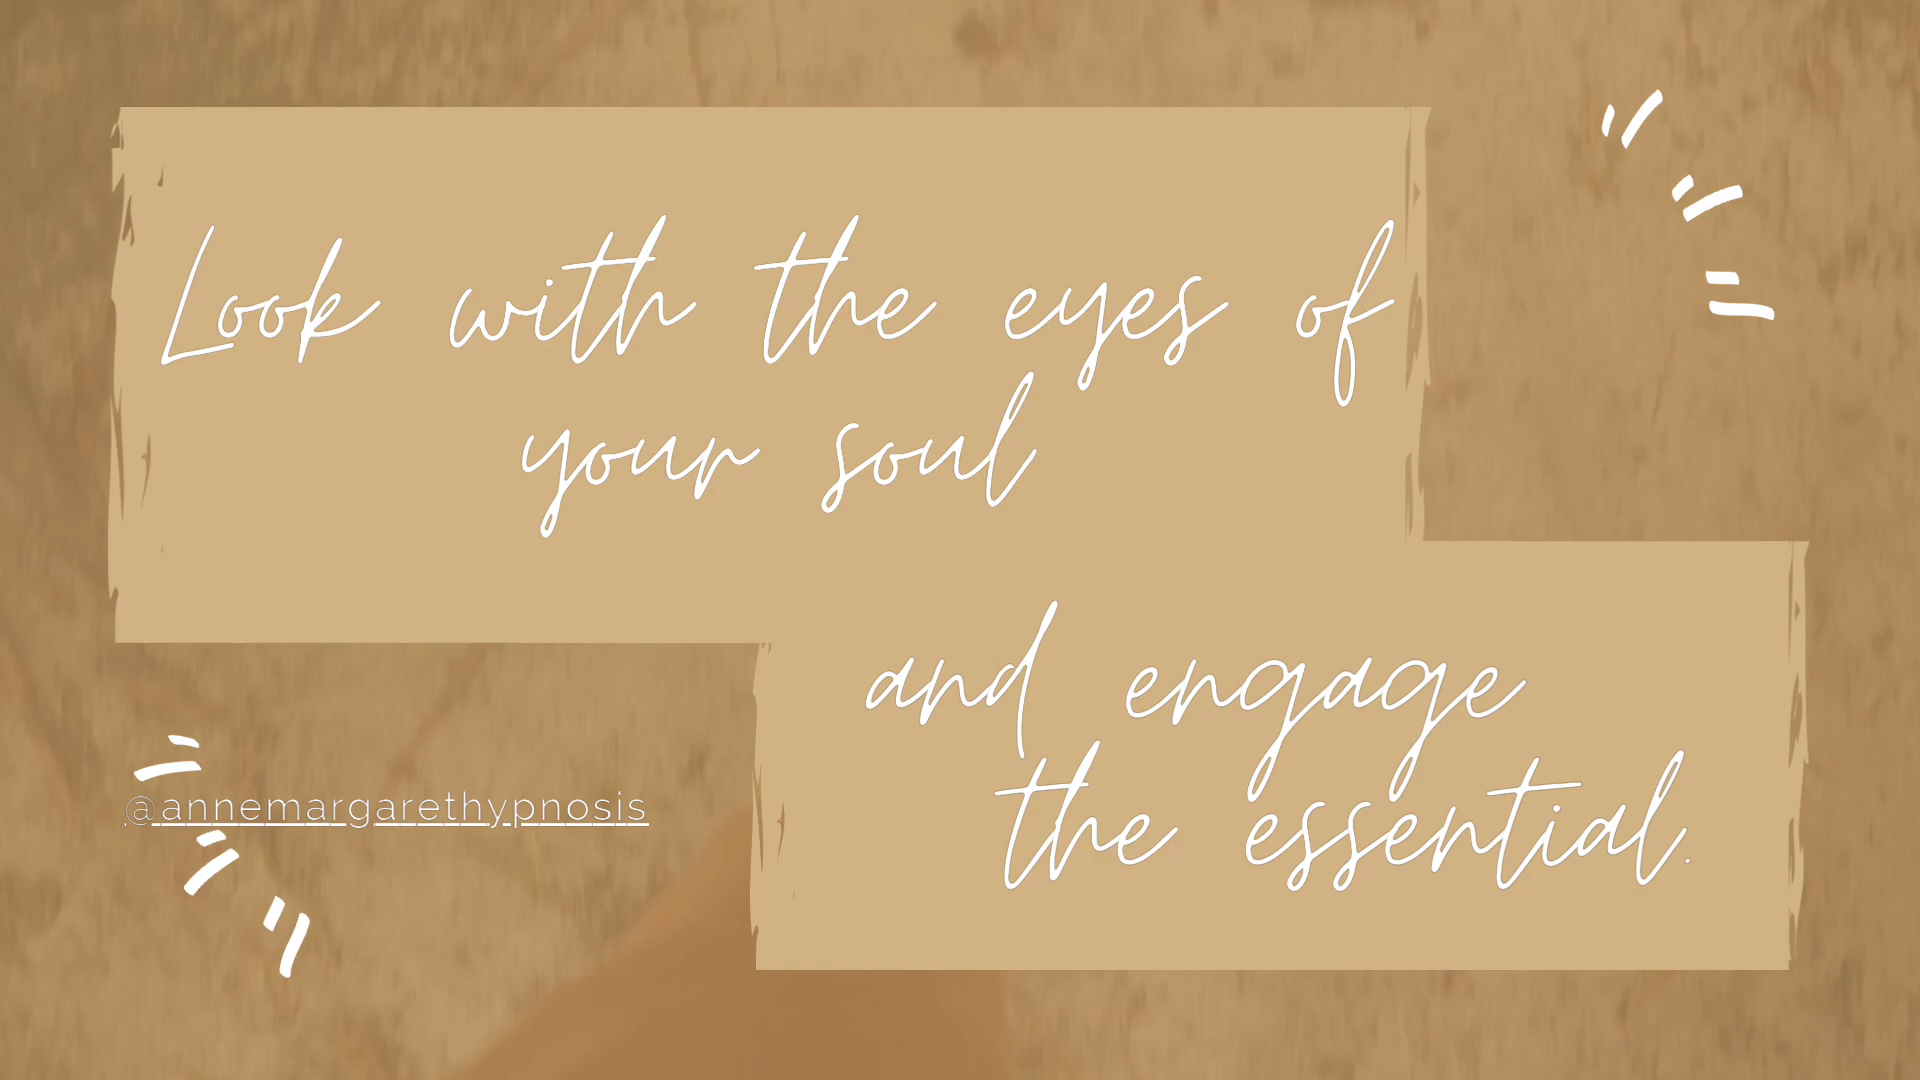 Look with the eyes of
your soul
and engage
the essential.
@annemargarethypnosis